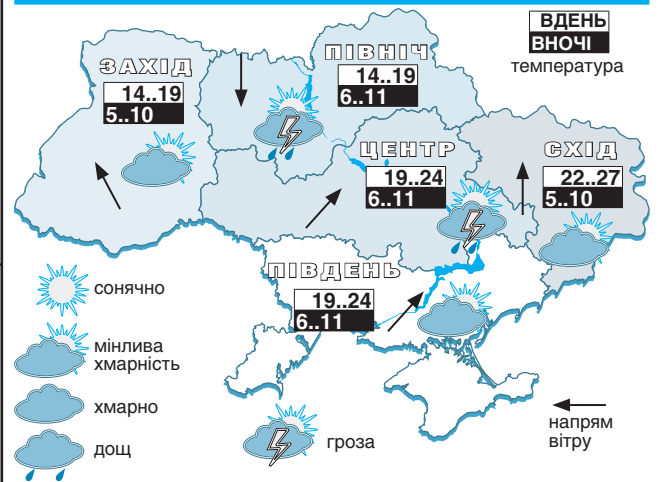 ВДЕНЬ
ВНОЧІ
температура
ПІВНІЧ
14..19
6..11
ЗАХІД
14..19
5..10
ЦЕНТР
19..24
6..11
СХІД
22..27
5..10
ПІВДЕНЬ
19..24
6..11
сонячно
мінлива
хмарність
хмарно
дощ
гроза
напрям
вітру